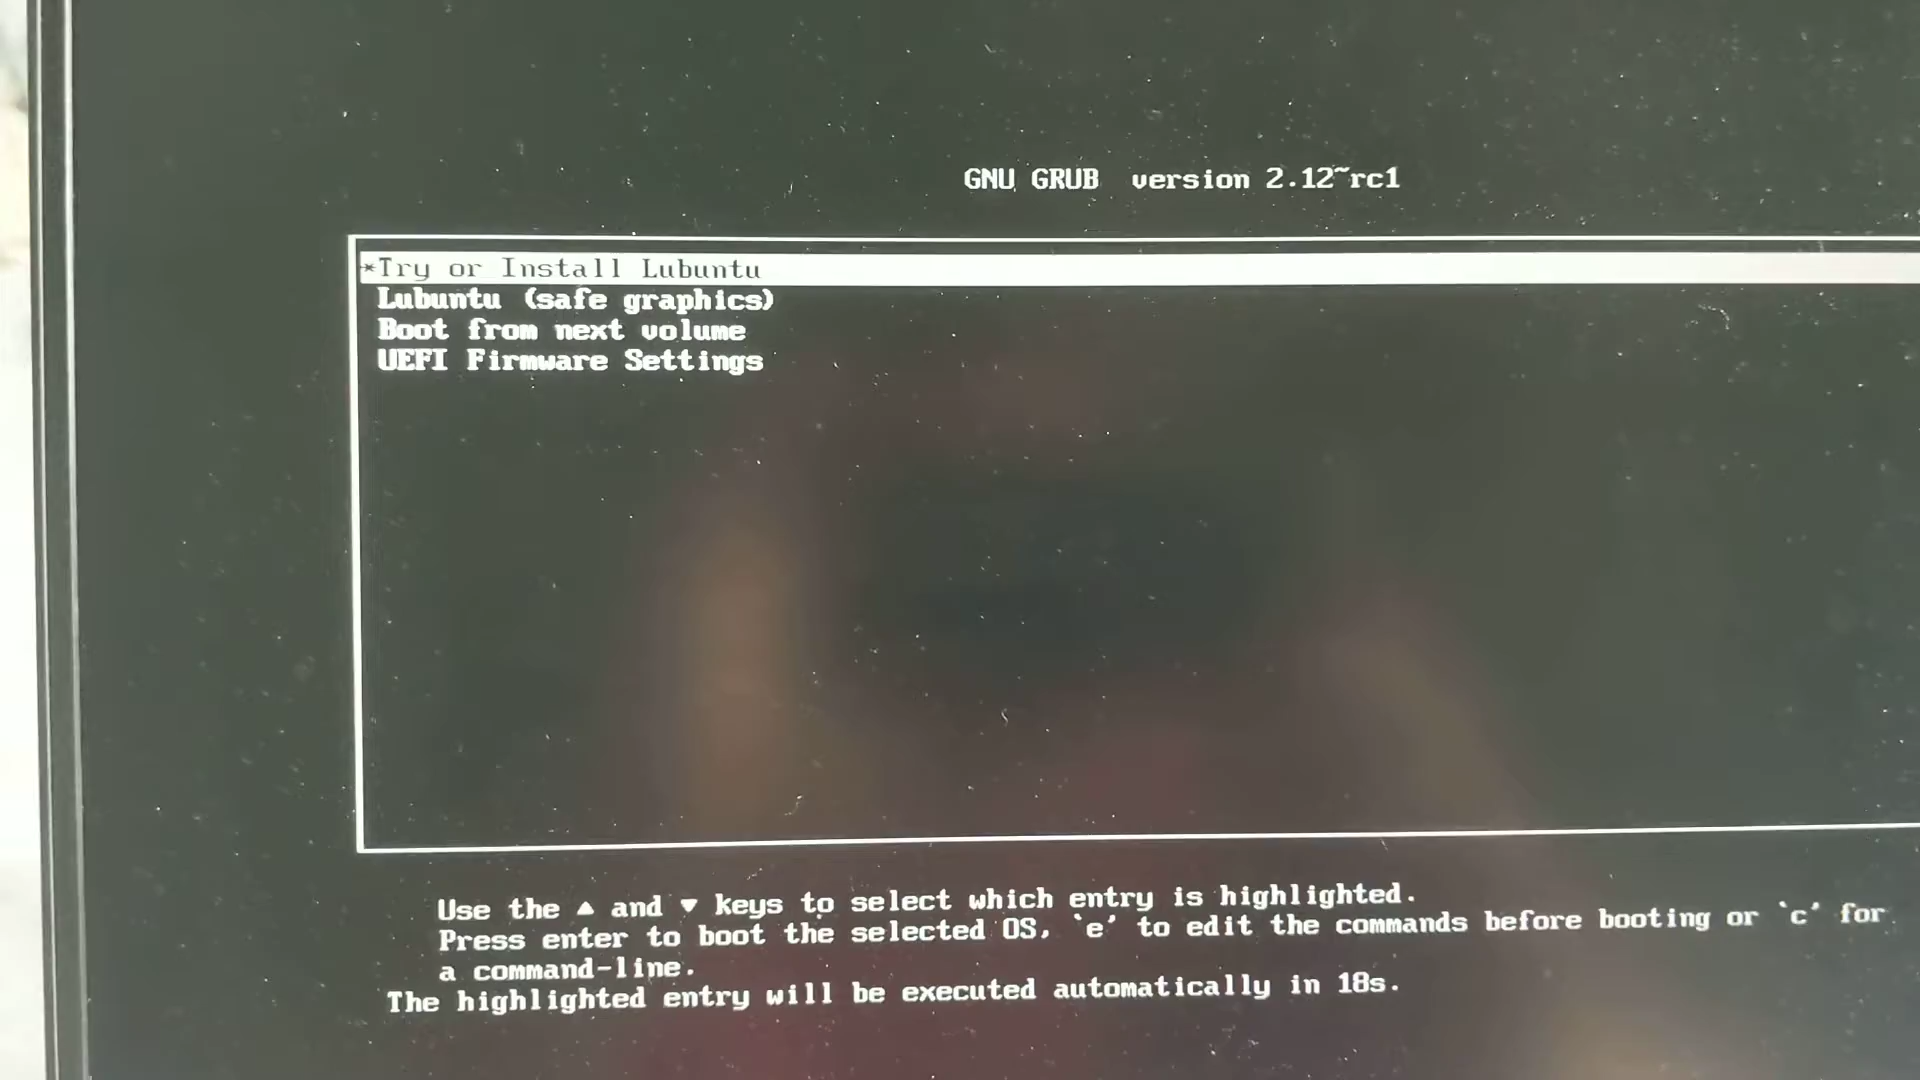 GNU GRUB  version 2.12~rc1
*Try or Install Lubuntu
Lubuntu (safe graphics)
Boot from next volume
UEFI Firmware Settings
Use the ▲ and ▼ keys to select which entry is highlighted.
Press enter to boot the selected OS, `e' to edit the commands before booting or `c' for
a command-line.
The highlighted entry will be executed automatically in 18s.